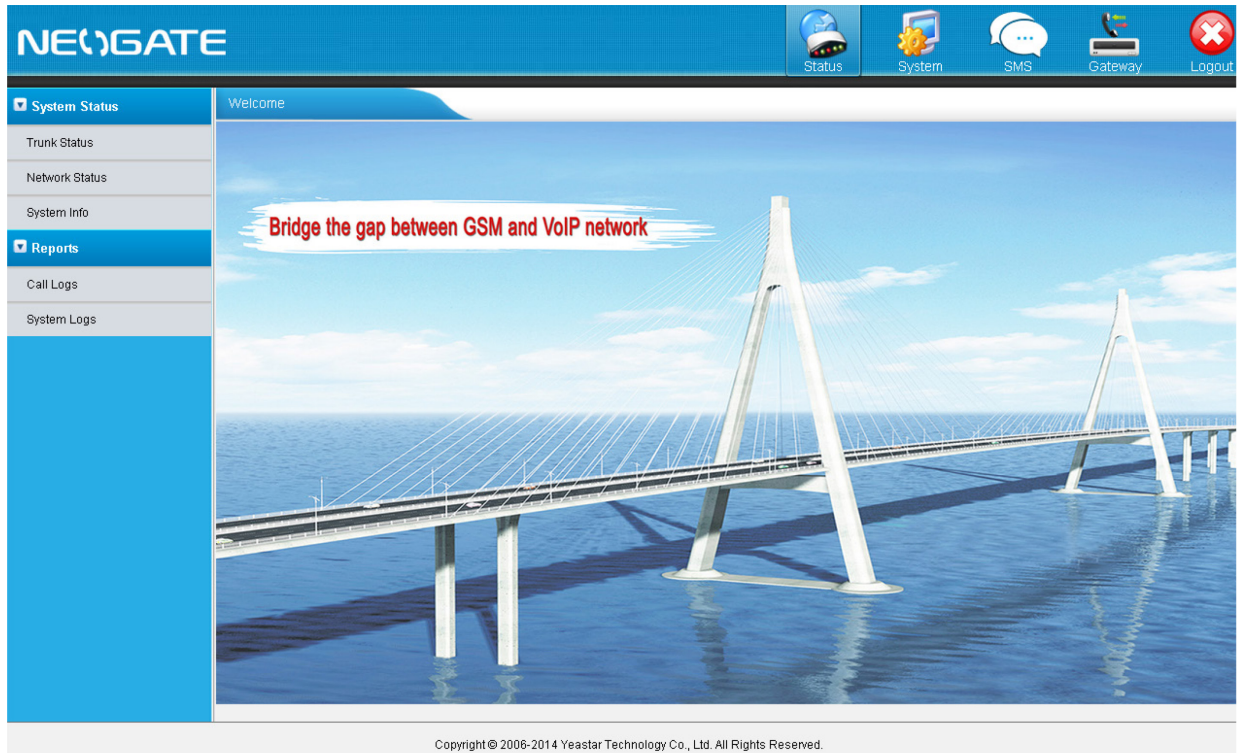 NEOGATE
Status System SMS Gateway Logout
System Status
Trunk Status
Network Status
System Info
Reports
Call Logs
System Logs
Welcome
Bridge the gap between GSM and VoIP network
Copyright © 2006-2014 Yeastar Technology Co., Ltd. All Rights Reserved.